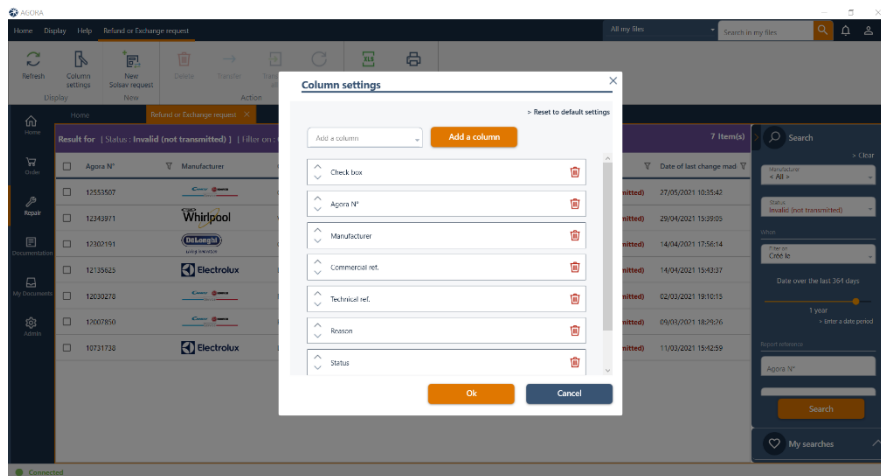 AGORA
Home Display Help Refund or Exchange request
All my files
Search in my files
Refresh
Column settings
New Solsav request
Delete
Transfer
Display
New
Action
Home
Refund or Exchange request
Result for [ Status : Invalid (not transmitted) ] [ Filter on :
7 Item(s)
Agora N°
Manufacturer
Date of last change mad
12553507
27/05/2021 10:35:42
12343971
Whirlpool
29/04/2021 15:39:05
12302191
DeLonghi
14/04/2021 17:56:14
12135625
Electrolux
14/04/2021 15:43:37
12030278
02/03/2021 18:10:15
12007850
09/03/2021 18:29:26
10731738
Electrolux
11/03/2021 15:42:59
Home
Order
Repair
Documentation
My Documents
Admin
Column settings
> Reset to default settings
Add a column
Add a column
Check box
Agora N°
Manufacturer
Commercial ref.
Technical ref.
Reason
Status
Ok
Cancel
Search
> Clear
Manufacturer
< All >
Status
Invalid (not transmitted)
Filter on
Créé le
Date over the last 364 days
1 year
> Enter a date period
Agora N°
Search
My searches
Connected